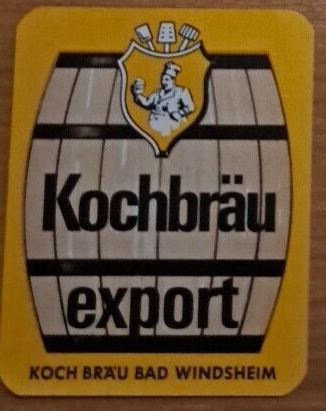 Kochbräu
export
KOCH BRÄU BAD WINDSHEIM